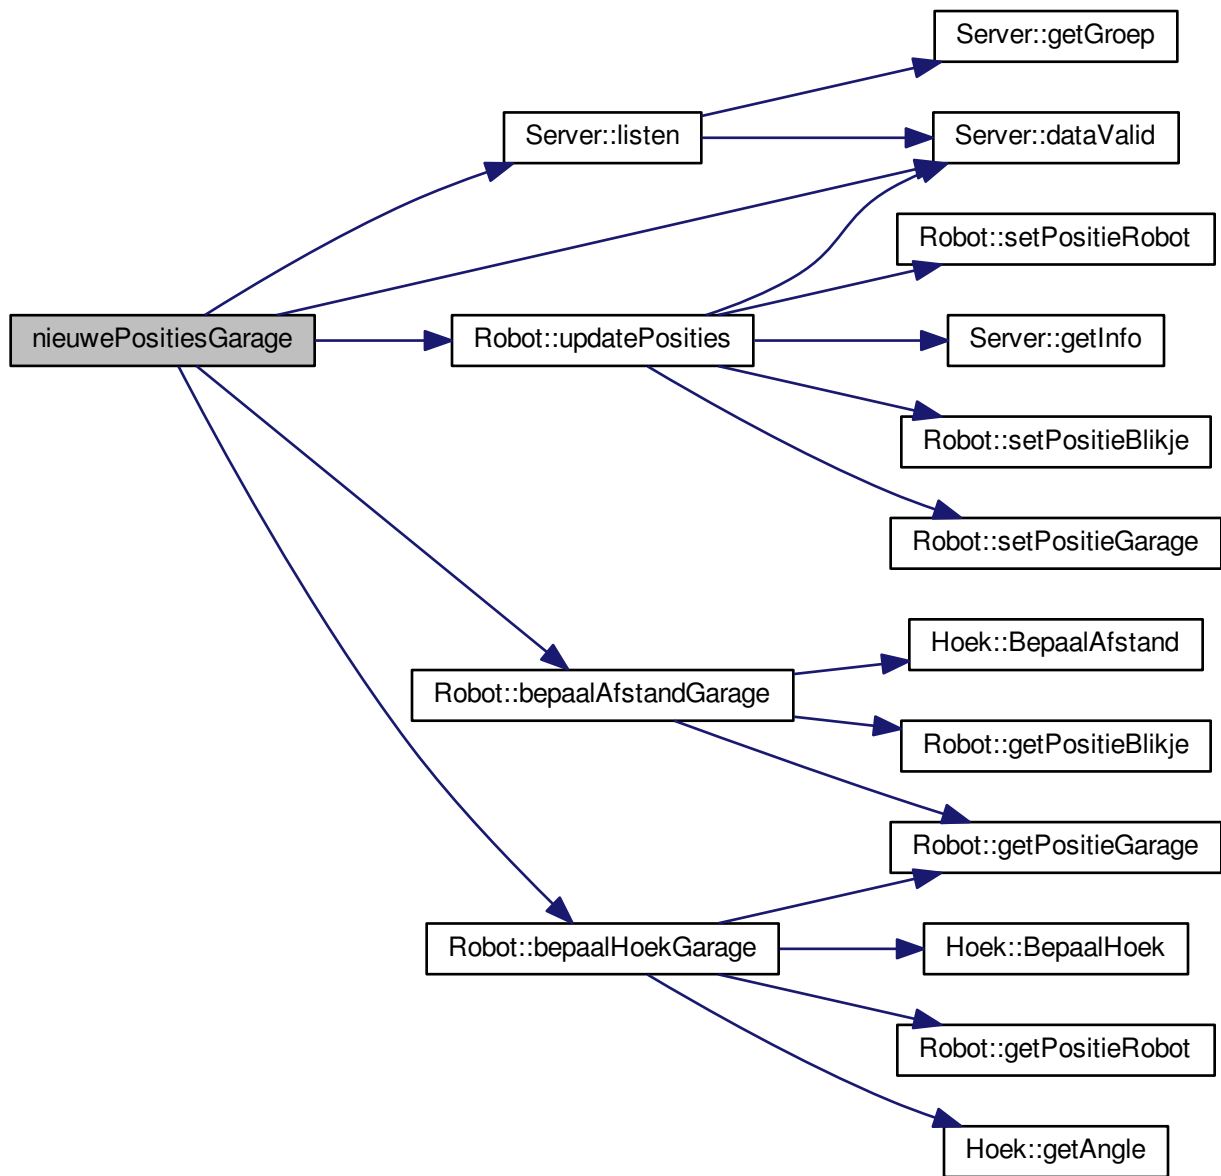 Server::getGroep
Server::listen
Server::dataValid
Robot::setPositieRobot
nieuwePositiesGarage
Robot::updatePosities
Server::getInfo
Robot::setPositieBlikje
Robot::setPositieGarage
Hoek::BepaalAfstand
Robot::bepaalAfstandGarage
Robot::getPositieBlikje
Robot::getPositieGarage
Robot::bepaalHoekGarage
Hoek::BepaalHoek
Robot::getPositieRobot
Hoek::getAngle